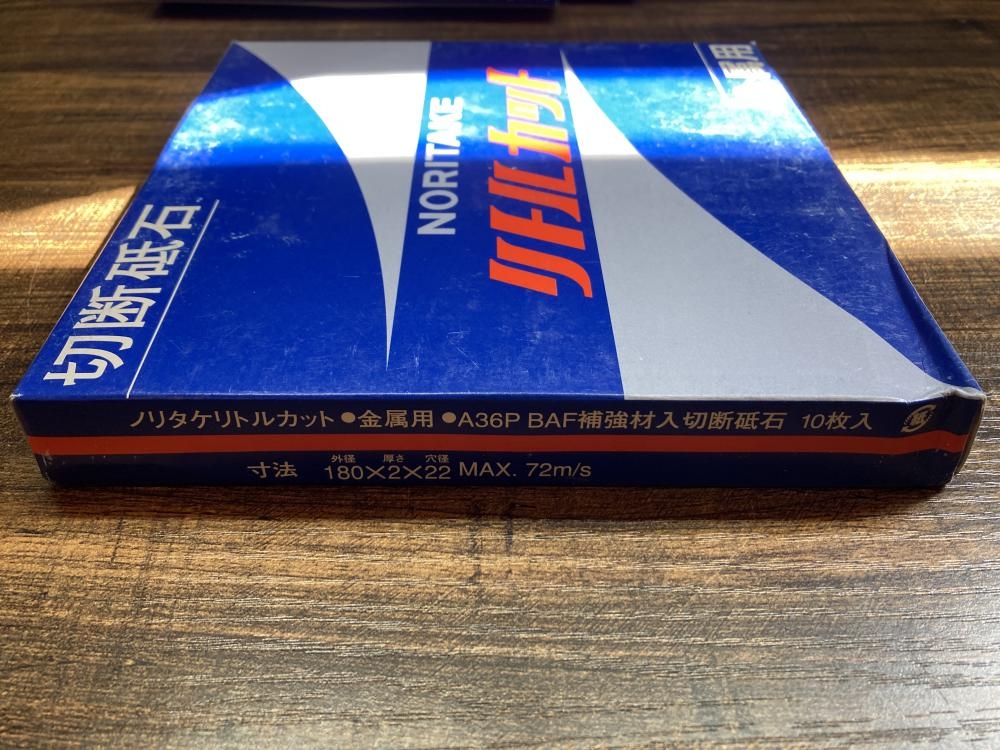 切断砥石
NORITAKE
リトルカット
属用
ノリタケリトルカット●金属用●A36P BAF補強材入切断砥石 10枚入
外径 厚さ 穴径
寸法 180×2×22 MAX. 72m/s